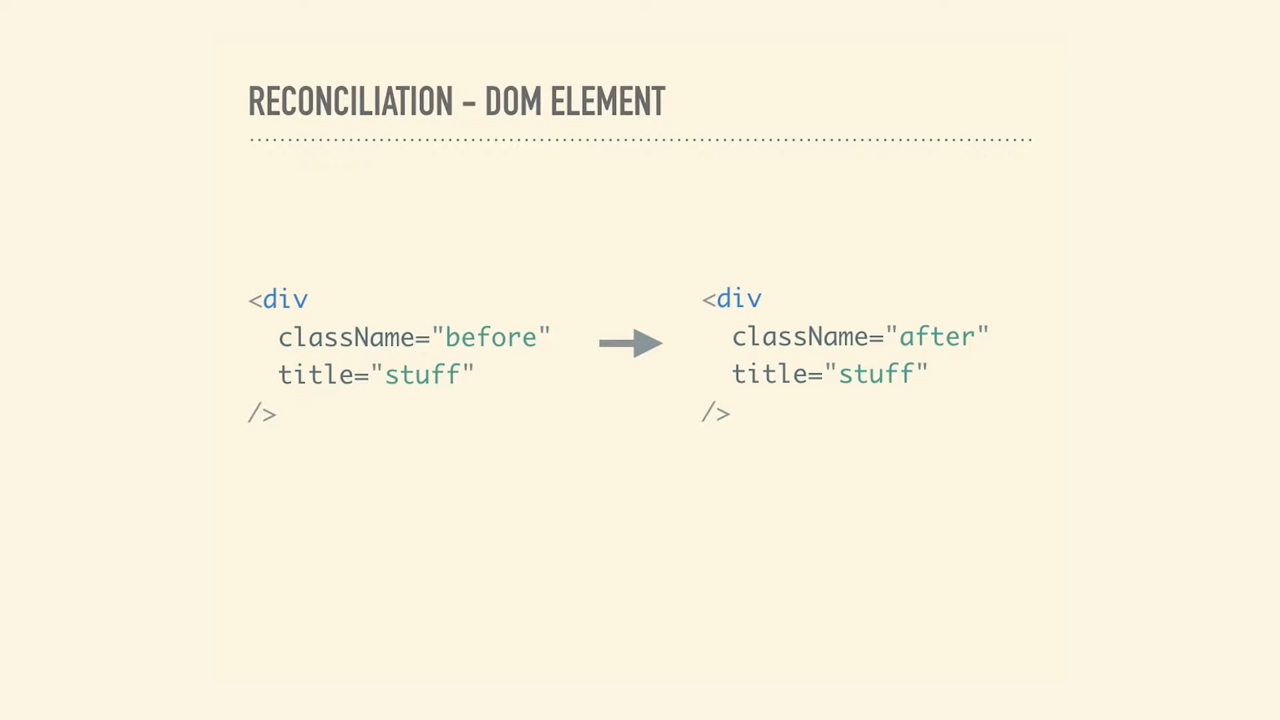 RECONCILIATION - DOM ELEMENT
<div
className="before"
title="stuff"
/>
<div
className="after"
title="stuff"
/>